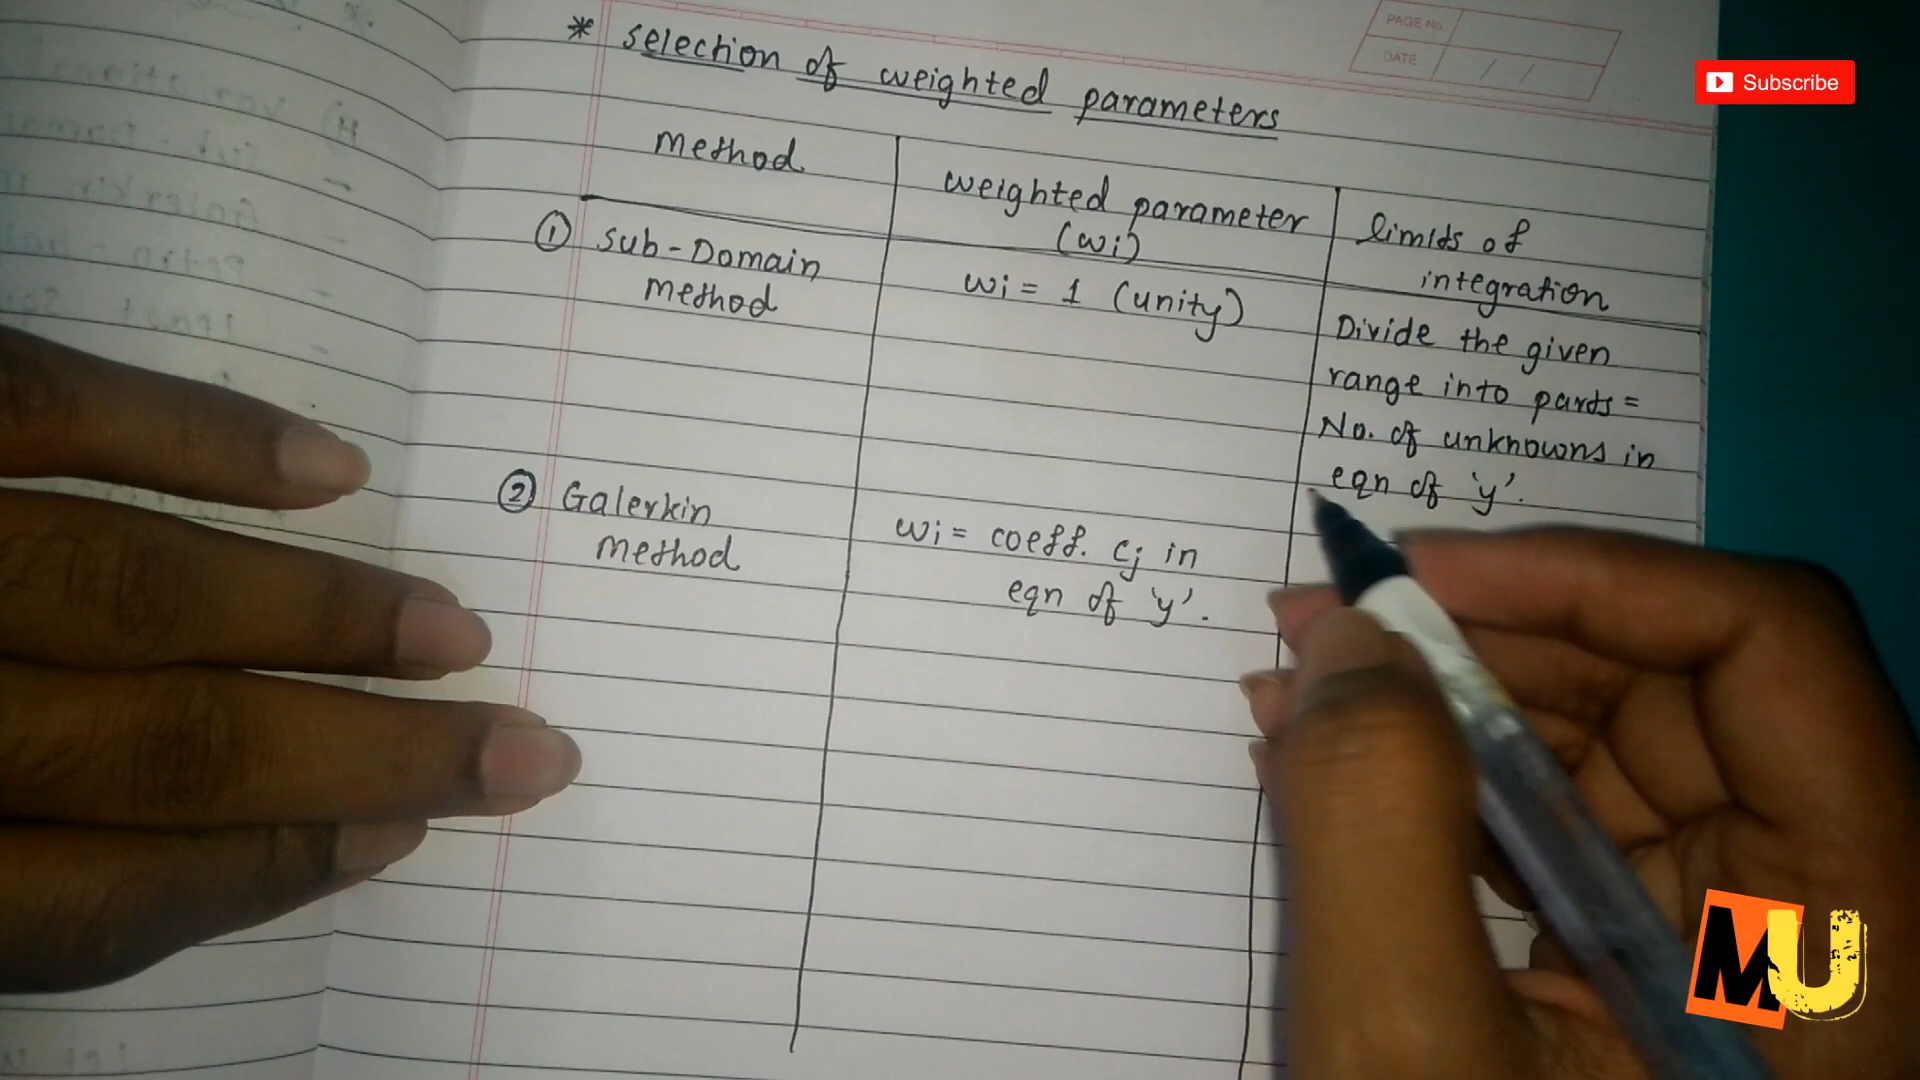 PAGE No.
DATE / /
Subscribe
* selection of weighted parameters
Method
weighted parameter
(wi)
limits of
integration
① Sub-Domain
Method
wi = 1 (unity)
Divide the given
range into parts =
No. of unknowns in
eqn of 'y'.
② Galerkin
Method
wi = coeff. cj in
eqn of 'y'.
MU